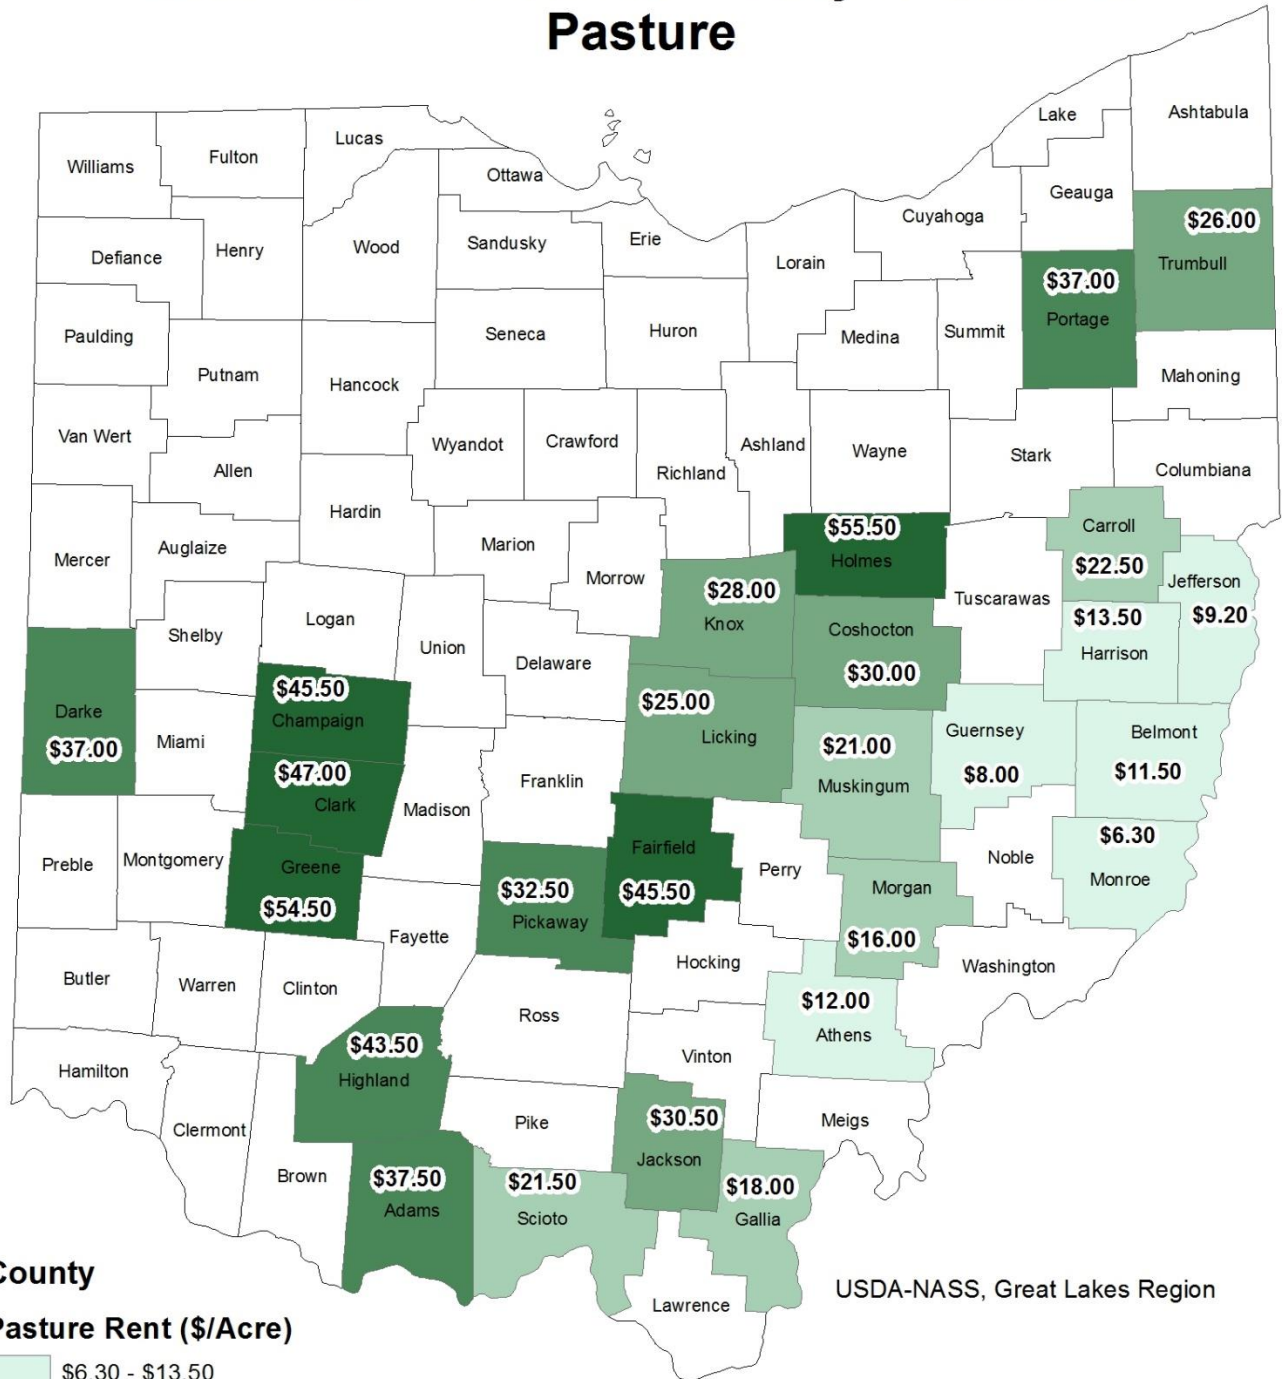 Pasture
Lake
Ashtabula
Williams
Fulton
Lucas
Ottawa
Geauga
Cuyahoga
$26.00
Trumbull
Defiance
Henry
Wood
Sandusky
Erie
Lorain
$37.00
Portage
Paulding
Putnam
Hancock
Seneca
Huron
Medina
Summit
Mahoning
Van Wert
Allen
Wyandot
Crawford
Richland
Ashland
Wayne
Stark
Columbiana
Mercer
Auglaize
Hardin
Marion
Morrow
$55.50
Holmes
Carroll
$22.50
Jefferson
$9.20
Shelby
Logan
Union
Delaware
$28.00
Knox
Coshocton
$30.00
Tuscarawas
$13.50
Harrison
Darke
$37.00
Miami
$45.50
Champaign
$47.00
Clark
Madison
Franklin
$25.00
Licking
$21.00
Muskingum
Guernsey
$8.00
Belmont
$11.50
Preble
Montgomery
Greene
$54.50
Fayette
$32.50
Pickaway
Fairfield
$45.50
Perry
Morgan
$16.00
Noble
$6.30
Monroe
Butler
Warren
Clinton
Ross
Hocking
$12.00
Athens
Washington
Hamilton
Clermont
$43.50
Highland
Pike
Vinton
Meigs
Brown
$37.50
Adams
$21.50
Scioto
$30.50
Jackson
$18.00
Gallia
Lawrence
USDA-NASS, Great Lakes Region
County
Pasture Rent ($/Acre)
$6.30 - $13.50